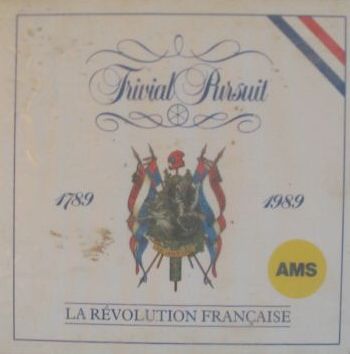 Trivial Pursuit
1789 1989
AMS
LA RÉVOLUTION FRANÇAISE